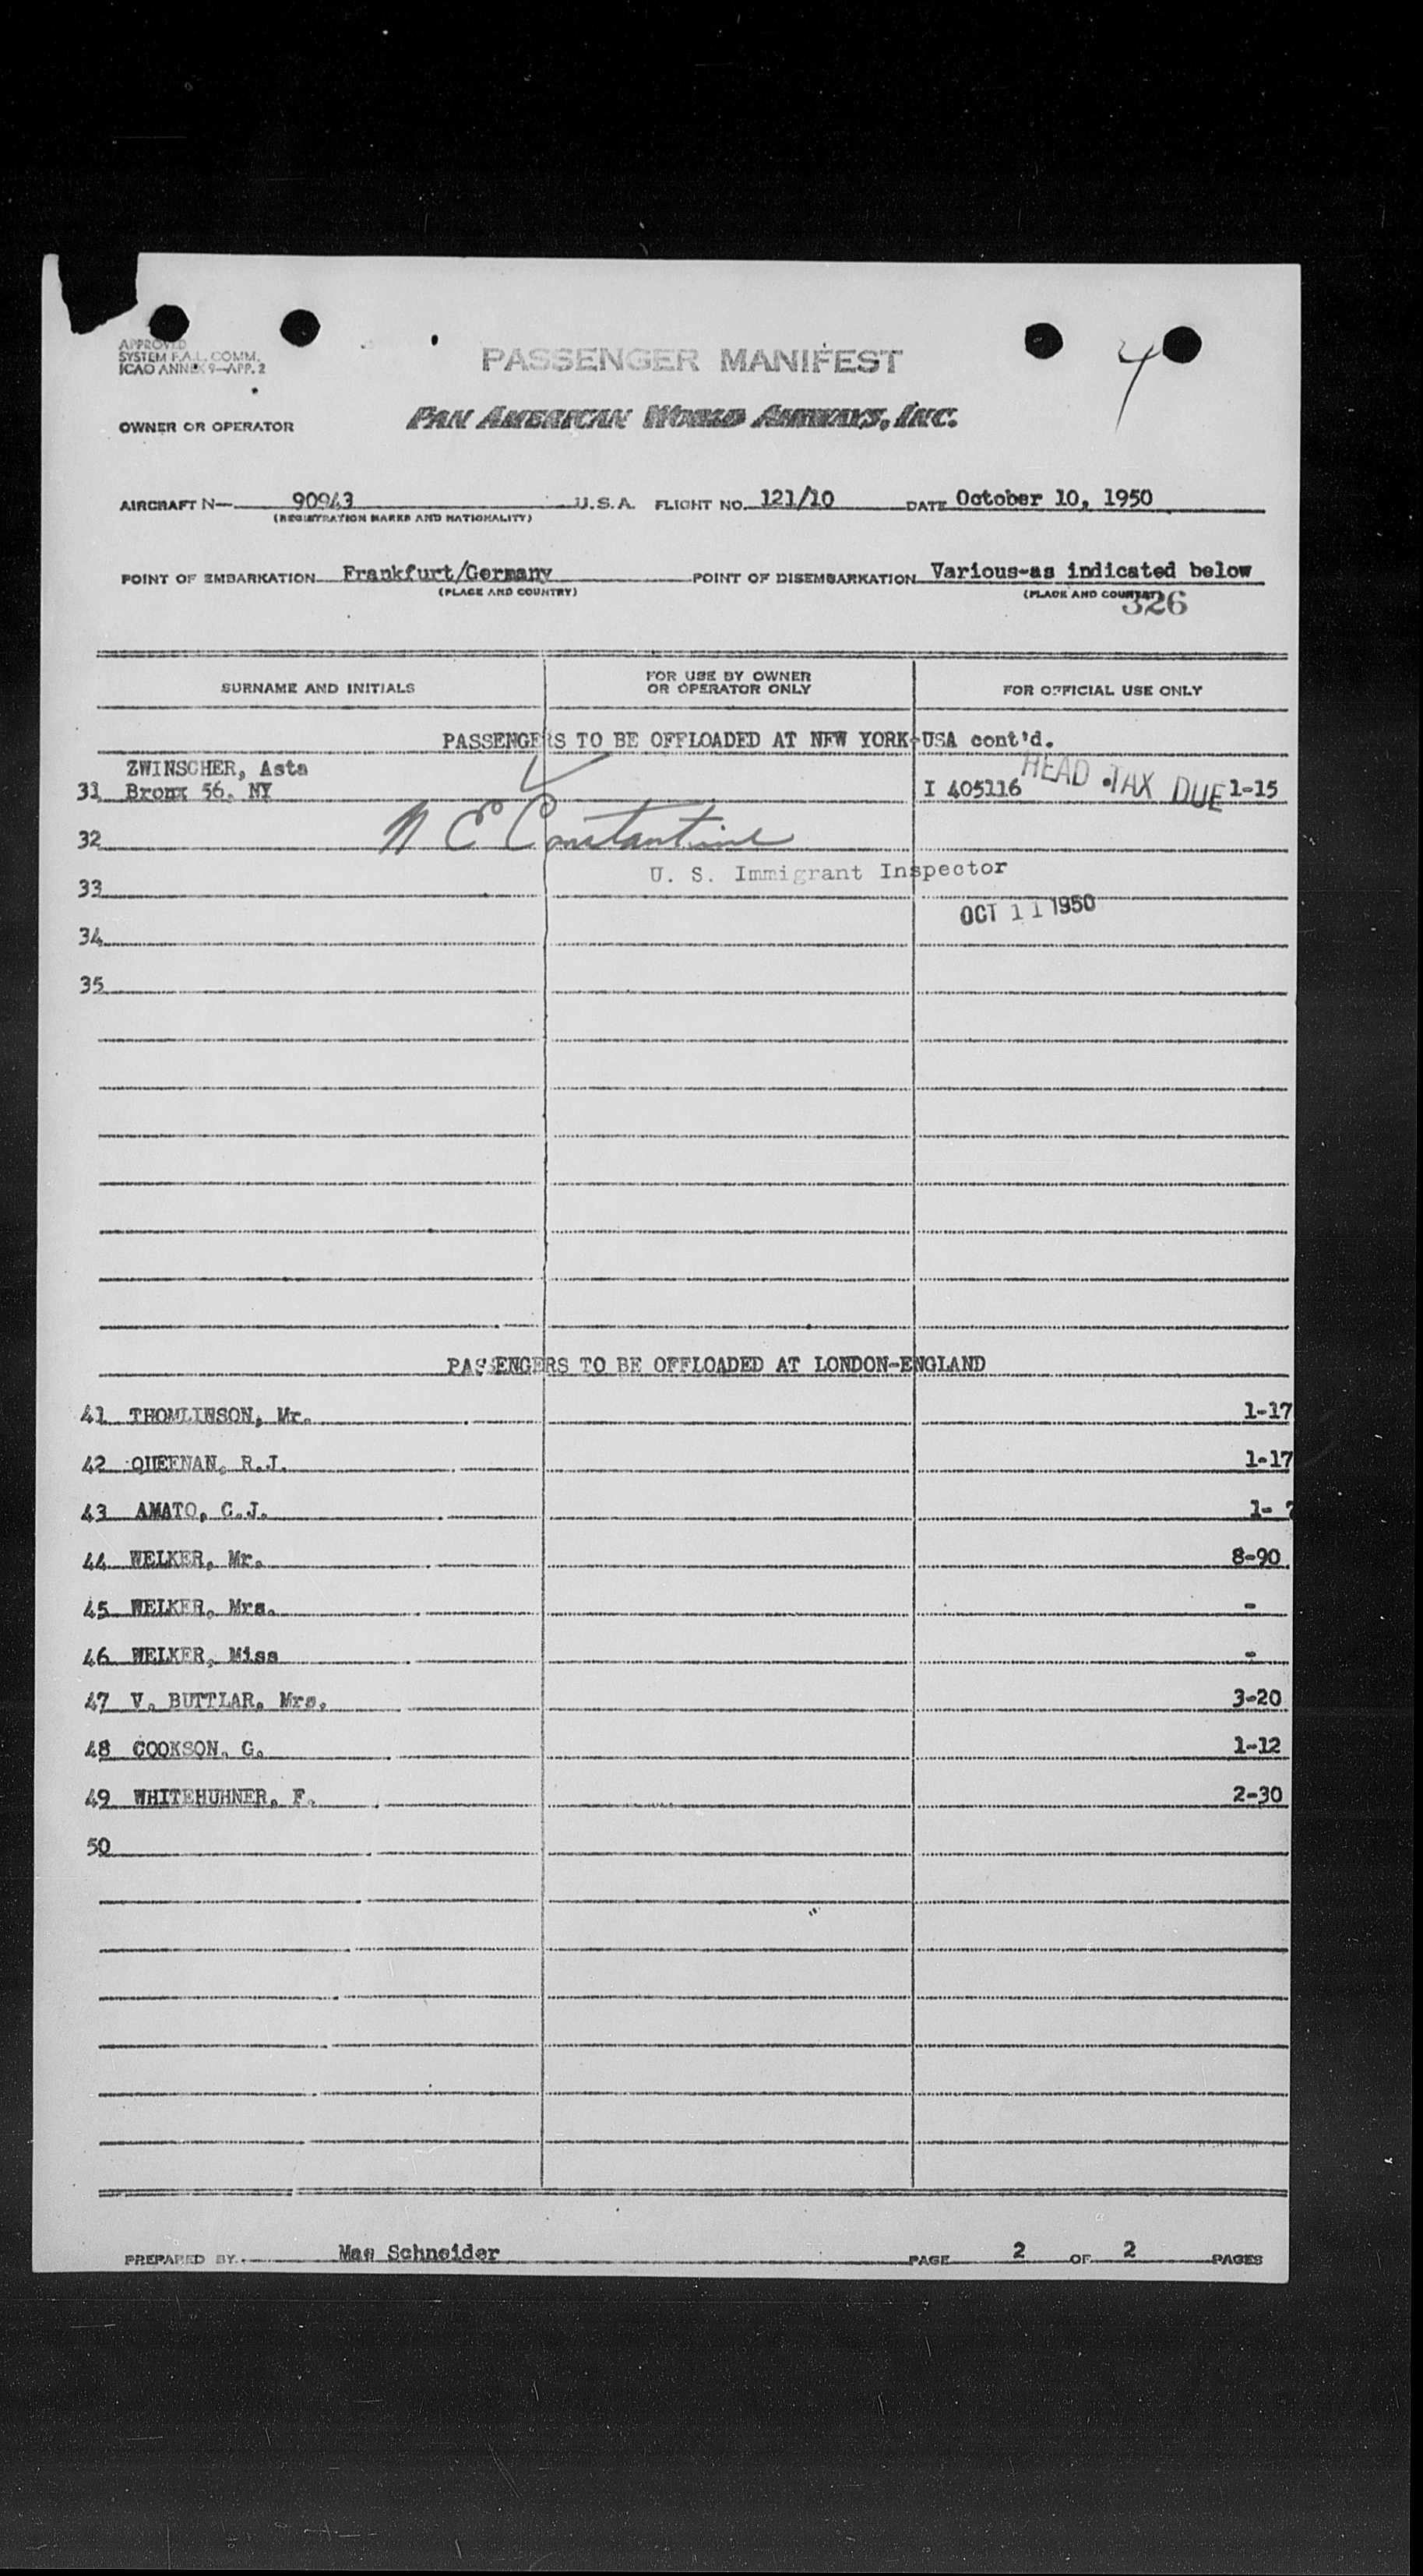 APPROVED
SYSTEM F.A.L. COMM.
ICAO ANNEX 9—APP. 2
PASSENGER MANIFEST
4
OWNER OR OPERATOR PAN AMERICAN WORLD AIRWAYS, INC.
AIRCRAFT N— 90943 U.S.A. FLIGHT NO. 121/10 DATE October 10, 1950
(REGISTRATION MARKS AND NATIONALITY)
POINT OF EMBARKATION Frankfurt/Germany POINT OF DISEMBARKATION Various-as indicated below
(PLACE AND COUNTRY) (PLACE AND COUNTRY)
326
SURNAME AND INITIALS FOR USE BY OWNER OR OPERATOR ONLY FOR OFFICIAL USE ONLY
PASSENGERS TO BE OFFLOADED AT NEW YORK-USA cont'd.
ZWINSCHER, Asta
31 Bronx 56. NY I 405116 HEAD TAX DUE 1-15
32 N E Constantine
U. S. Immigrant Inspector
33
OCT 11 1950
34
35
PASSENGERS TO BE OFFLOADED AT LONDON-ENGLAND
41 THOMLINSON, Mr. 1-17
42 QUEENAN, R.J. 1-17
43 AMATO, C.J. 1-
44 WELKER, Mr. 8-90
45 WELKER, Mrs. -
46 WELKER, Miss -
47 V. BUTTLAR, Mrs. 3-20
48 COOKSON, G. 1-12
49 WHITEHUHNER, F. 2-30
50
PREPARED BY Mae Schneider PAGE 2 OF 2 PAGES